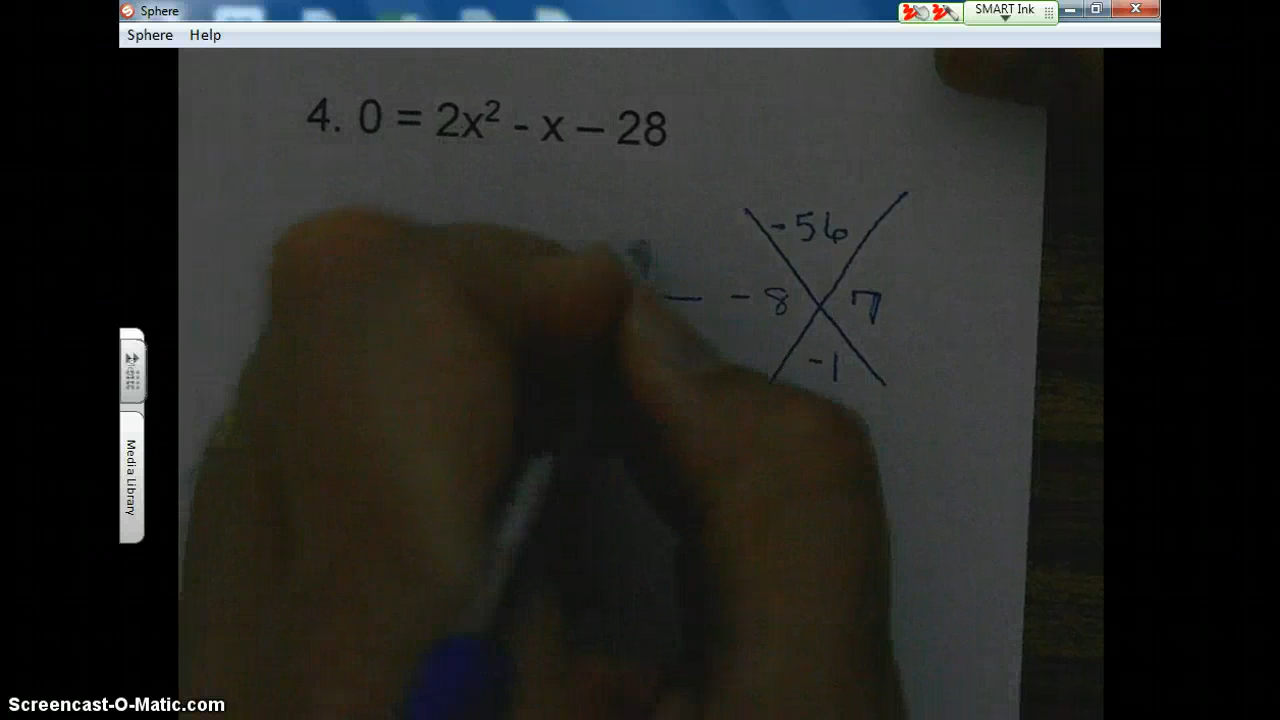 Sphere
SMART Ink
Sphere Help
4. 0 = 2x² - x – 28
-56
-8 7
-1
Media Library
Screencast-O-Matic.com